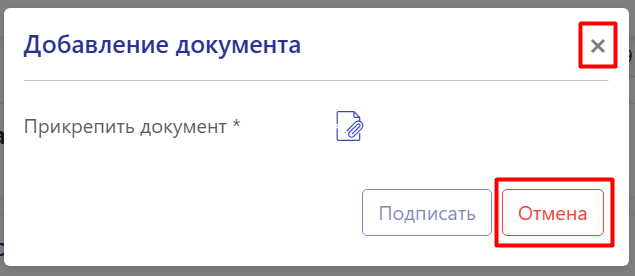 Добавление документа
Прикрепить документ *
Подписать
Отмена